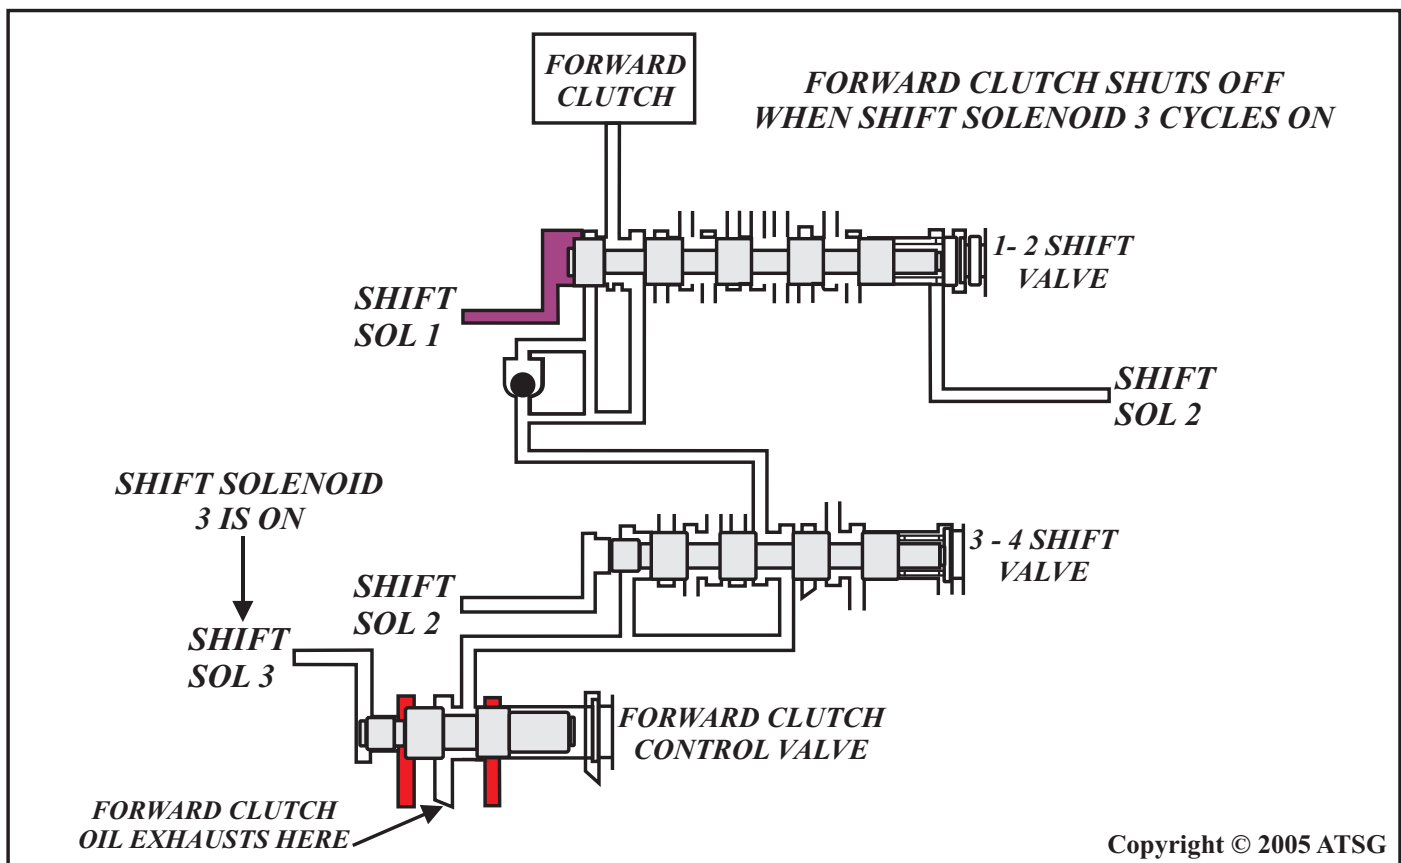 FORWARD
CLUTCH
FORWARD CLUTCH SHUTS OFF
WHEN SHIFT SOLENOID 3 CYCLES ON
1- 2 SHIFT
VALVE
SHIFT
SOL 1
SHIFT
SOL 2
SHIFT SOLENOID
3 IS ON
3 - 4 SHIFT
VALVE
SHIFT
SOL 2
SHIFT
SOL 3
FORWARD CLUTCH
CONTROL VALVE
FORWARD CLUTCH
OIL EXHAUSTS HERE
Copyright © 2005 ATSG